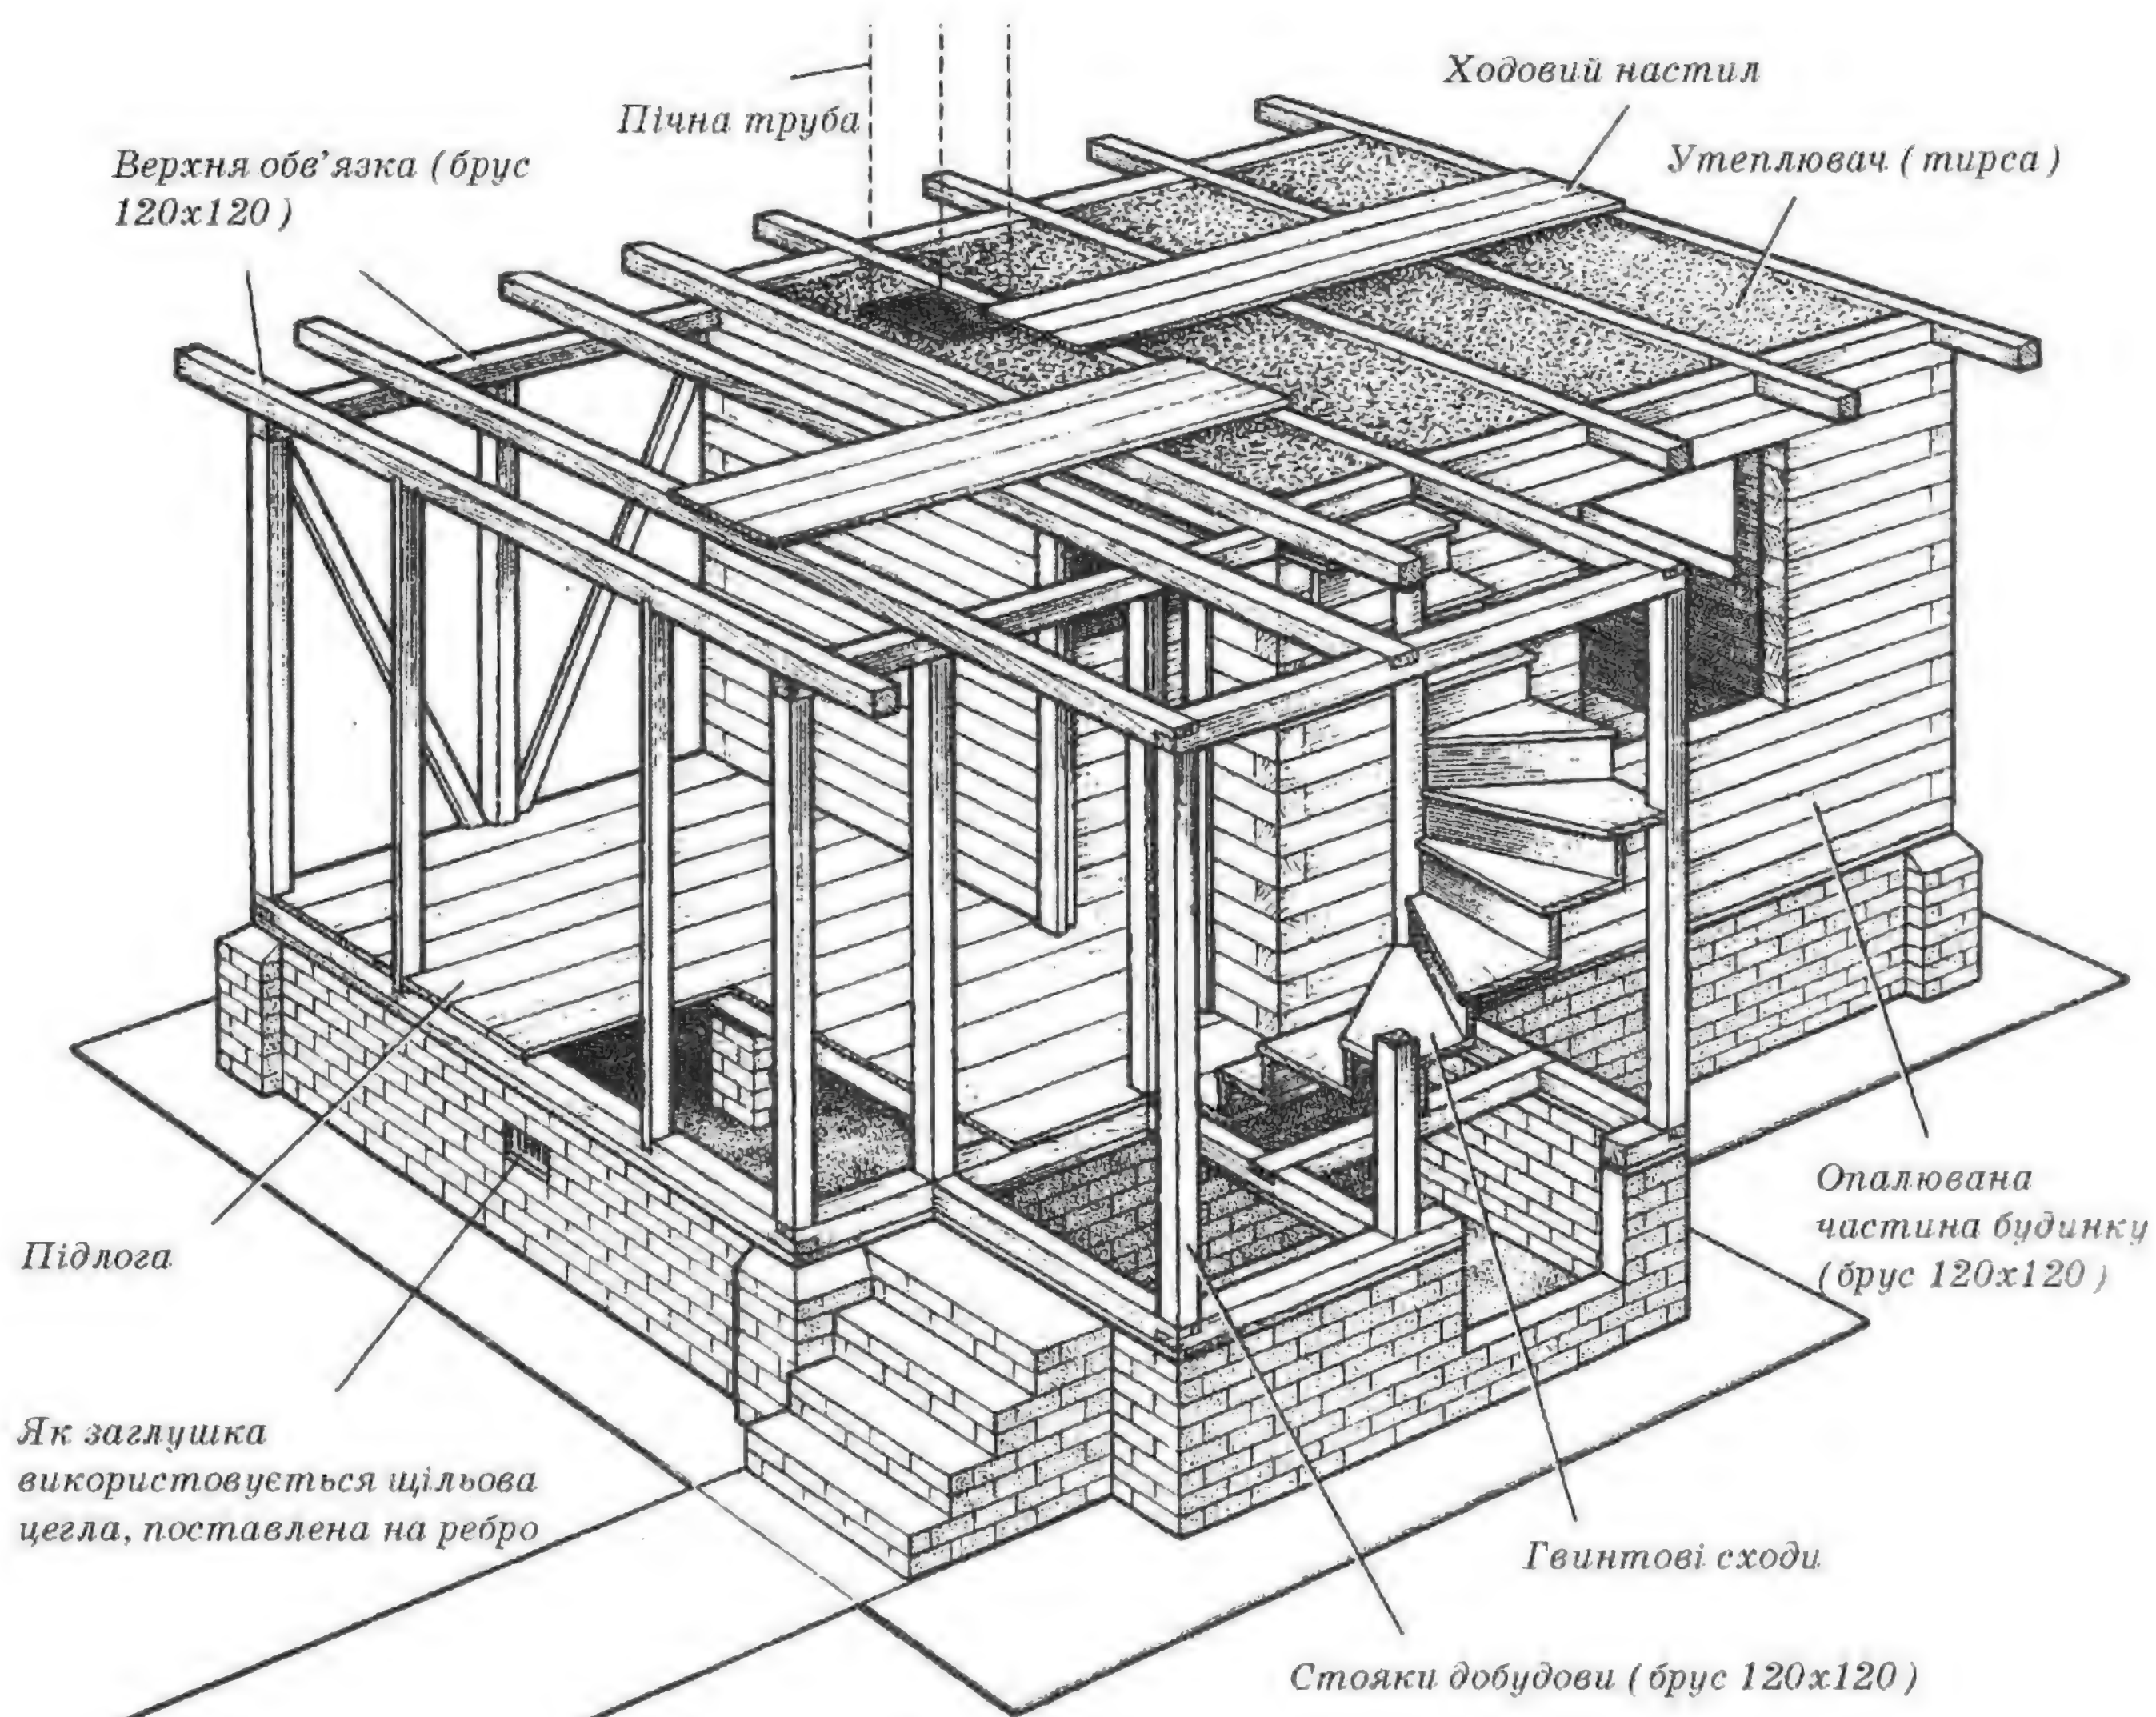 Ходовий настил
Пічна труба
Верхня обв’язка (брус
120х120)
Утеплювач (тирса)
Опалювана
частина будинку
(брус 120х120)
Підлога
Як заглушка
використовується щільова
цегла, поставлена на ребро
Гвинтові сходи
Стояки добудови (брус 120х120)